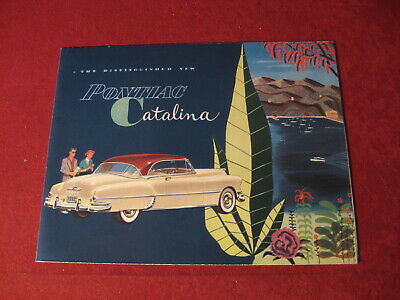 THE DISTINGUISHED NEW
PONTIAC
Catalina